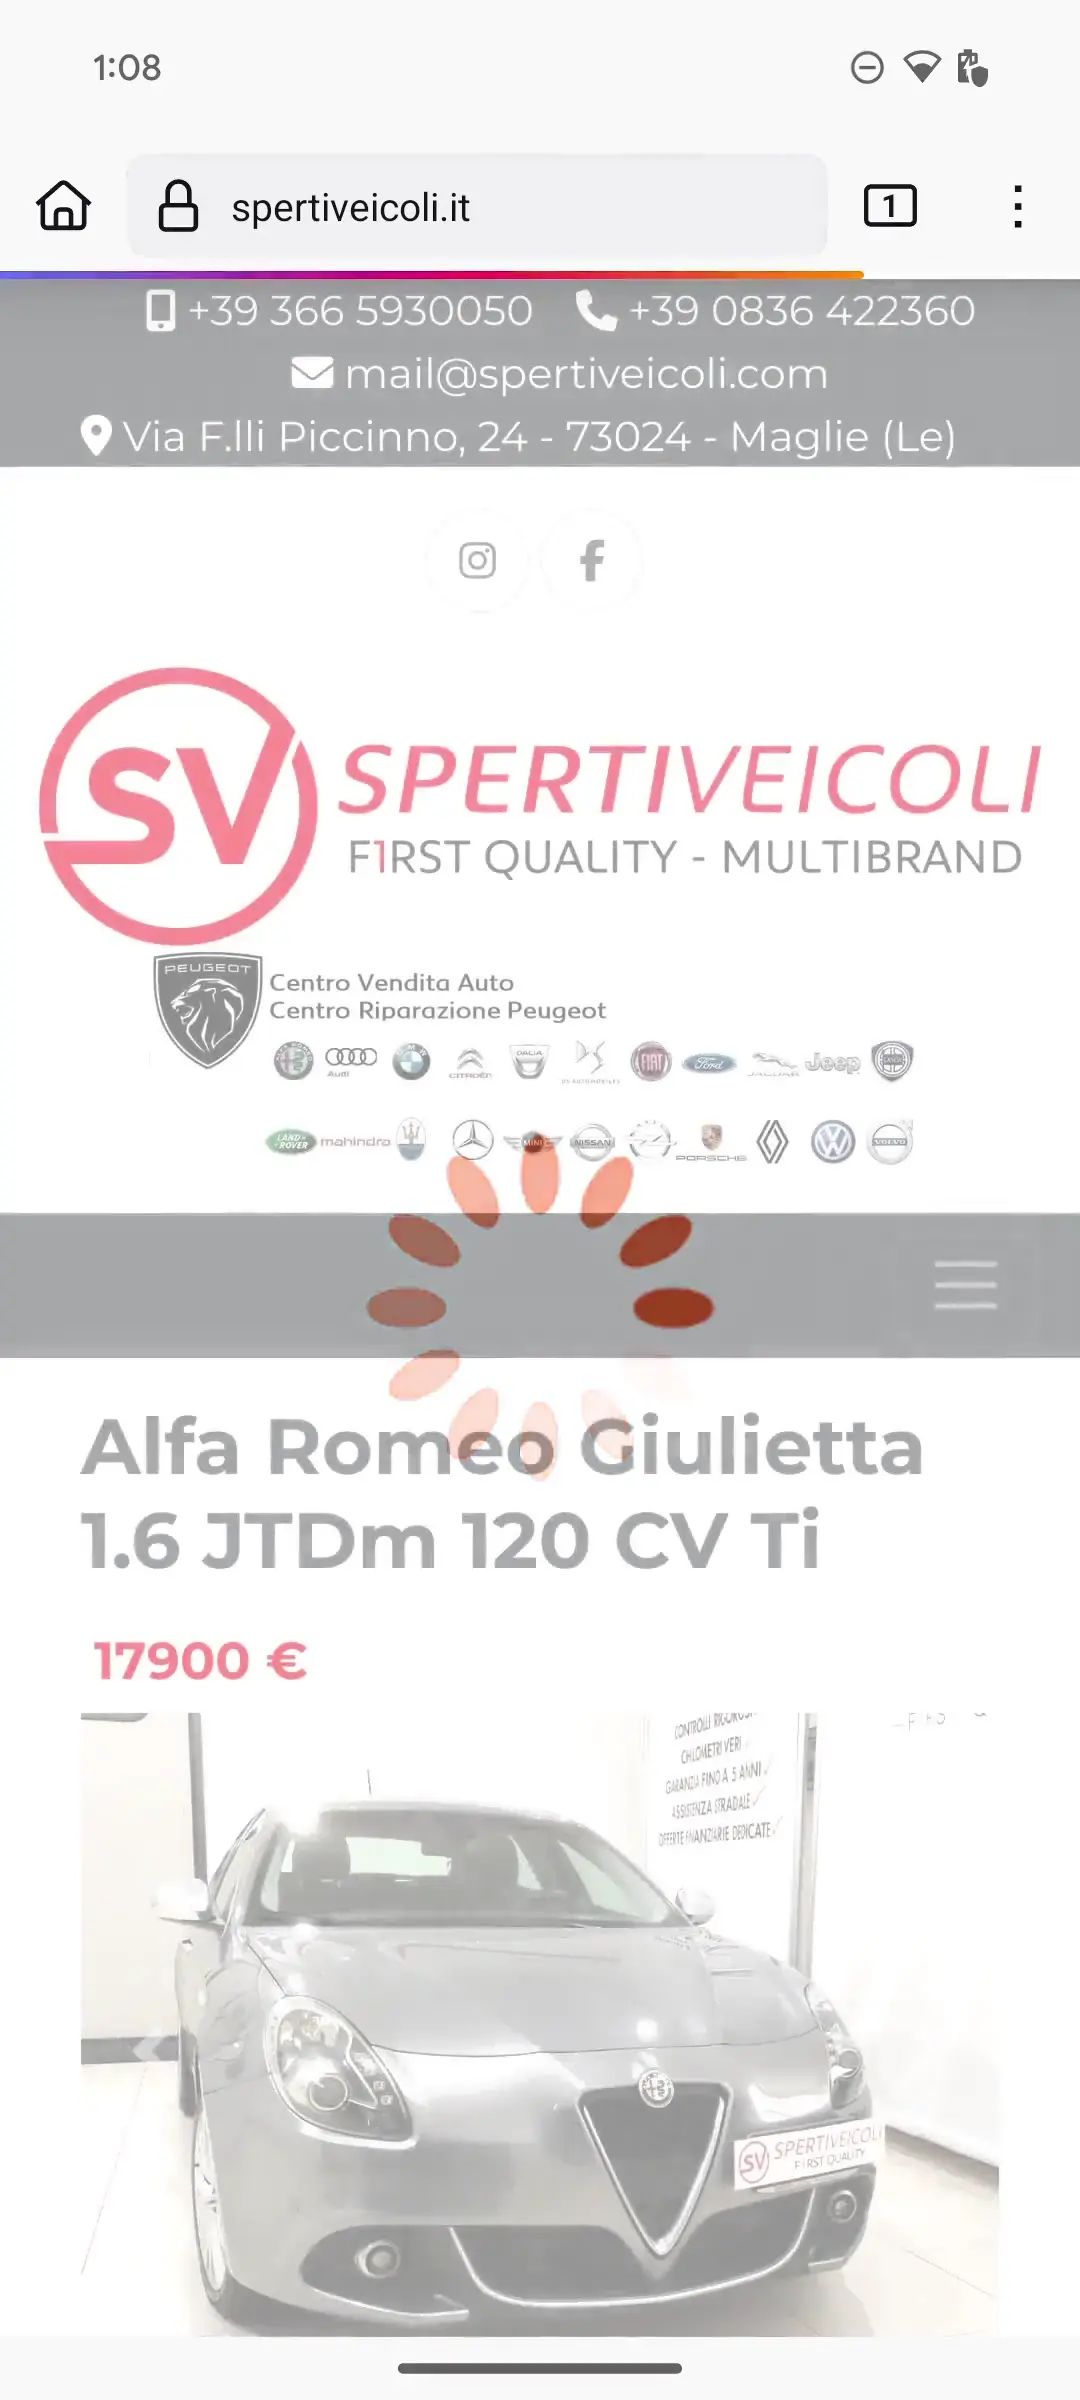 1:08
spertiveicoli.it
1
+39 366 5930050 +39 0836 422360
mail@spertiveicoli.com
Via F.lli Piccinno, 24 - 73024 - Maglie (Le)
SV SPERTIVEICOLI
F1RST QUALITY - MULTIBRAND
PEUGEOT
Centro Vendita Auto
Centro Riparazione Peugeot
Audi CITROËN DACIA FIAT Ford JAGUAR Jeep
LAND ROVER mahindra MINI NISSAN PORSCHE VOLVO
Alfa Romeo Giulietta
1.6 JTDm 120 CV Ti
17900 €
CONTROLLI RIGOROSI
CHILOMETRI VERI
GARANZIA FINO A 5 ANNI
ASSISTENZA STRADALE
OFFERTE FINANZIARIE DEDICATE
SV SPERTIVEICOLI
F1RST QUALITY